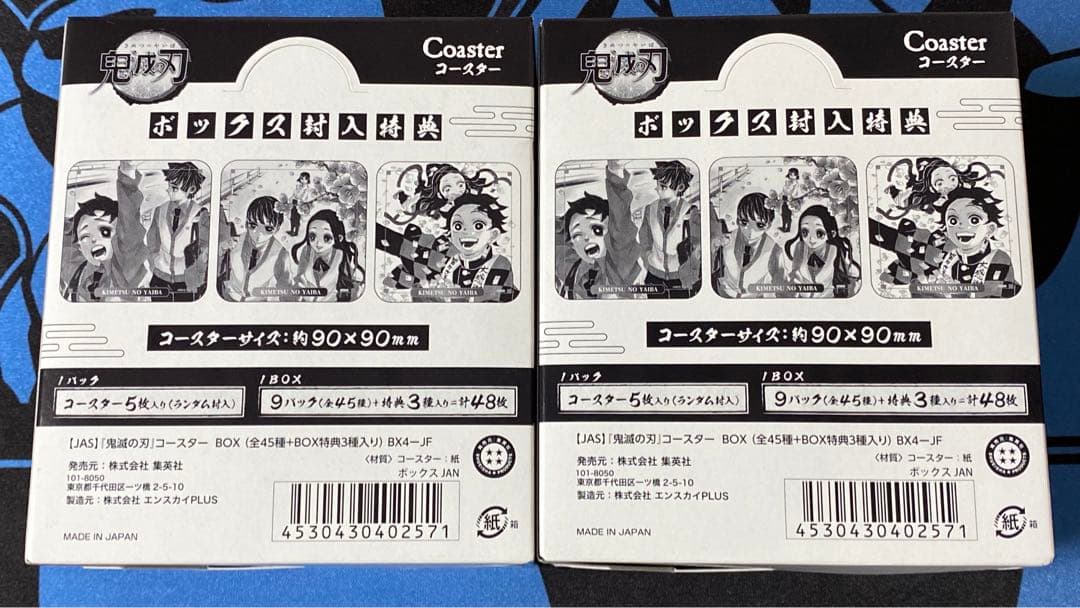 きめつのやいば
鬼滅の刃
Coaster
コースター
ボックス封入特典
KIMETSU NO YAIBA
KIMETSU NO YAIBA
KIMETSU NO YAIBA
コースターサイズ:約90×90mm
1パック
コースター5枚入り(ランダム封入)
1BOX
9パック(全45種)+特典3種入り=計48枚
【JAS】『鬼滅の刃』コースター BOX (全45種+BOX特典3種入り) BX4ーJF
発売元:株式会社 集英社
101-8050
東京都千代田区一ツ橋 2-5-10
製造元:株式会社 エンスカイPLUS
〈材質〉コースター:紙
ボックス JAN
4530430402571
紙
箱
MADE IN JAPAN
きめつのやいば
鬼滅の刃
Coaster
コースター
ボックス封入特典
KIMETSU NO YAIBA
KIMETSU NO YAIBA
KIMETSU NO YAIBA
コースターサイズ:約90×90mm
1パック
コースター5枚入り(ランダム封入)
1BOX
9パック(全45種)+特典3種入り=計48枚
【JAS】『鬼滅の刃』コースター BOX (全45種+BOX特典3種入り) BX4ーJF
発売元:株式会社 集英社
101-8050
東京都千代田区一ツ橋 2-5-10
製造元:株式会社 エンスカイPLUS
〈材質〉コースター:紙
ボックス JAN
4530430402571
紙
箱
MADE IN JAPAN